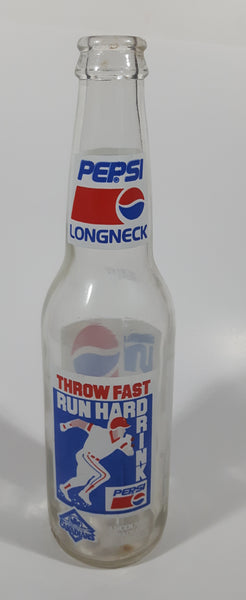 PEPSI
LONGNECK
THROW FAST
RUN HARD
DRINK
PEPSI